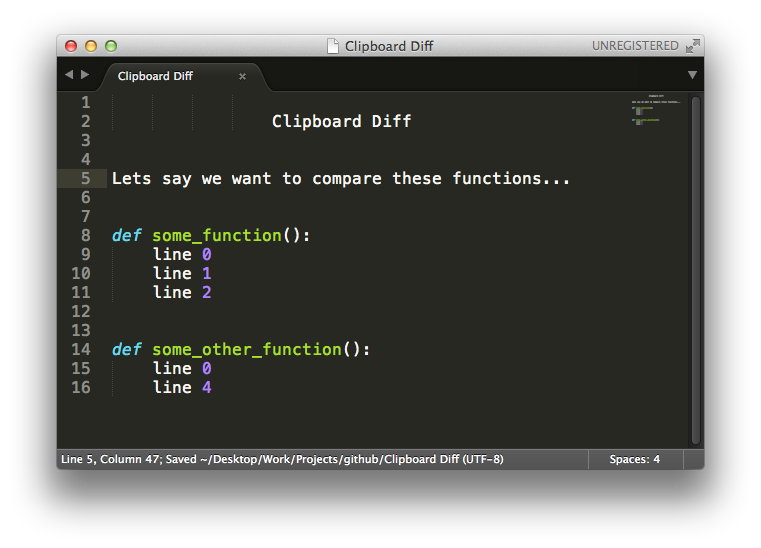 Clipboard Diff
UNREGISTERED
Clipboard Diff ×
1
2 Clipboard Diff
3
4
5 Lets say we want to compare these functions...
6
7
8 def some_function():
9 line 0
10 line 1
11 line 2
12
13
14 def some_other_function():
15 line 0
16 line 4
Line 5, Column 47; Saved ~/Desktop/Work/Projects/github/Clipboard Diff (UTF-8) Spaces: 4